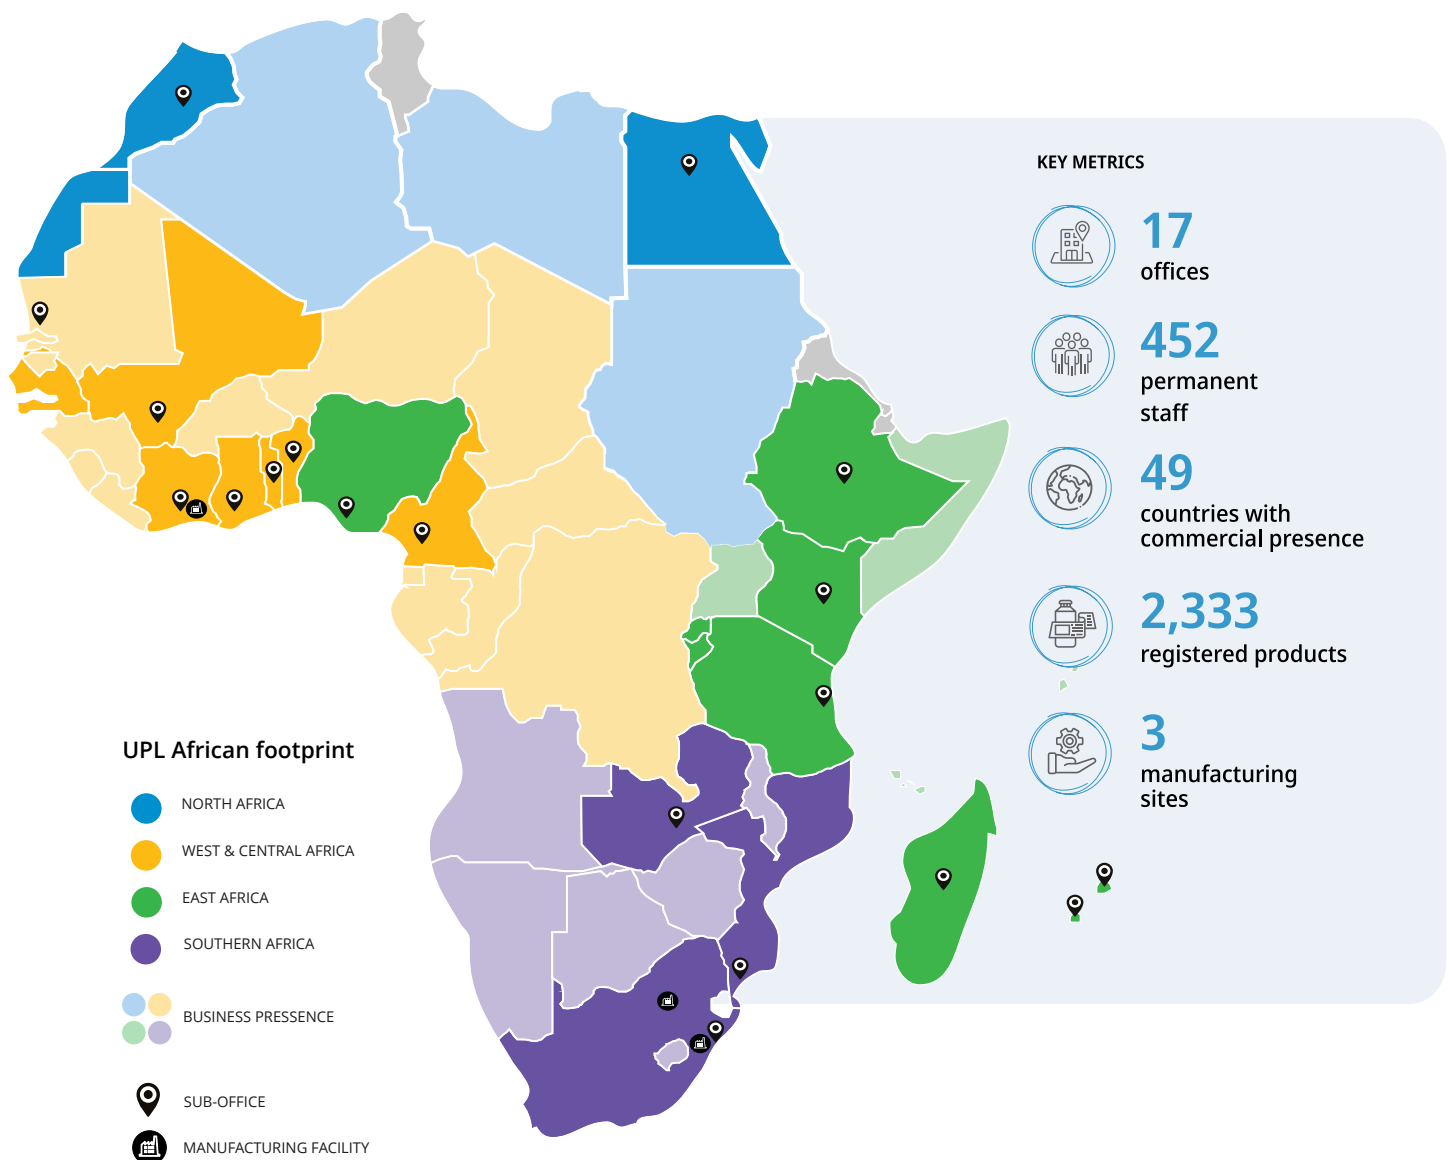 KEY METRICS
17
offices
452
permanent
staff
49
countries with
commercial presence
2,333
registered products
3
manufacturing
sites
UPL African footprint
NORTH AFRICA
WEST & CENTRAL AFRICA
EAST AFRICA
SOUTHERN AFRICA
BUSINESS PRESSENCE
SUB-OFFICE
MANUFACTURING FACILITY